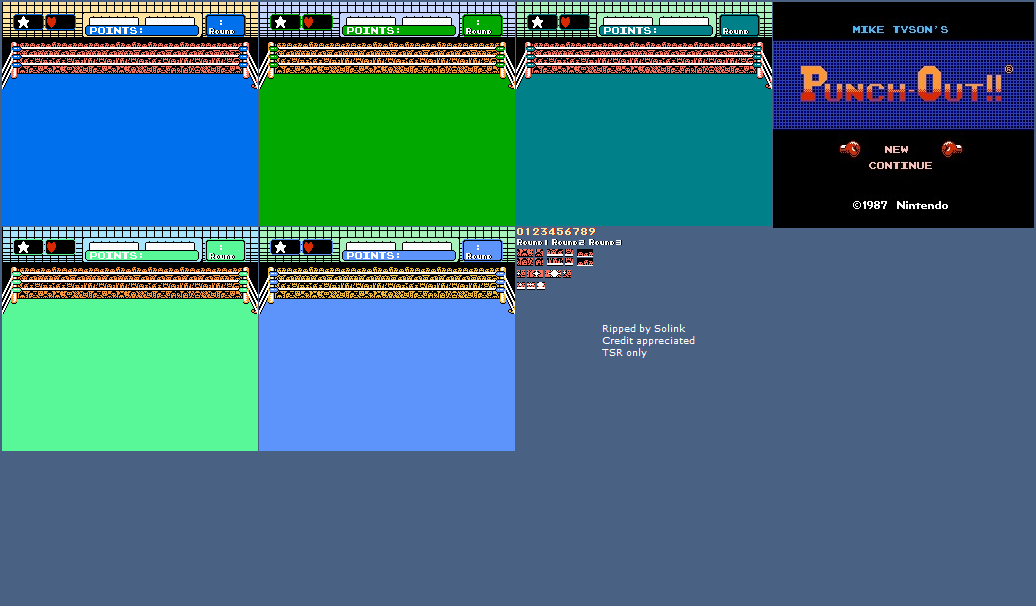 POINTS:
:
Round
POINTS:
:
Round
POINTS:
Round
MIKE TYSON'S
PUNCH-OUT!!®
NEW
CONTINUE
©1987 Nintendo
POINTS:
:
Round
POINTS:
:
Round
0123456789
Round 1 Round 2 Round 3
Ripped by Solink
Credit appreciated
TSR only